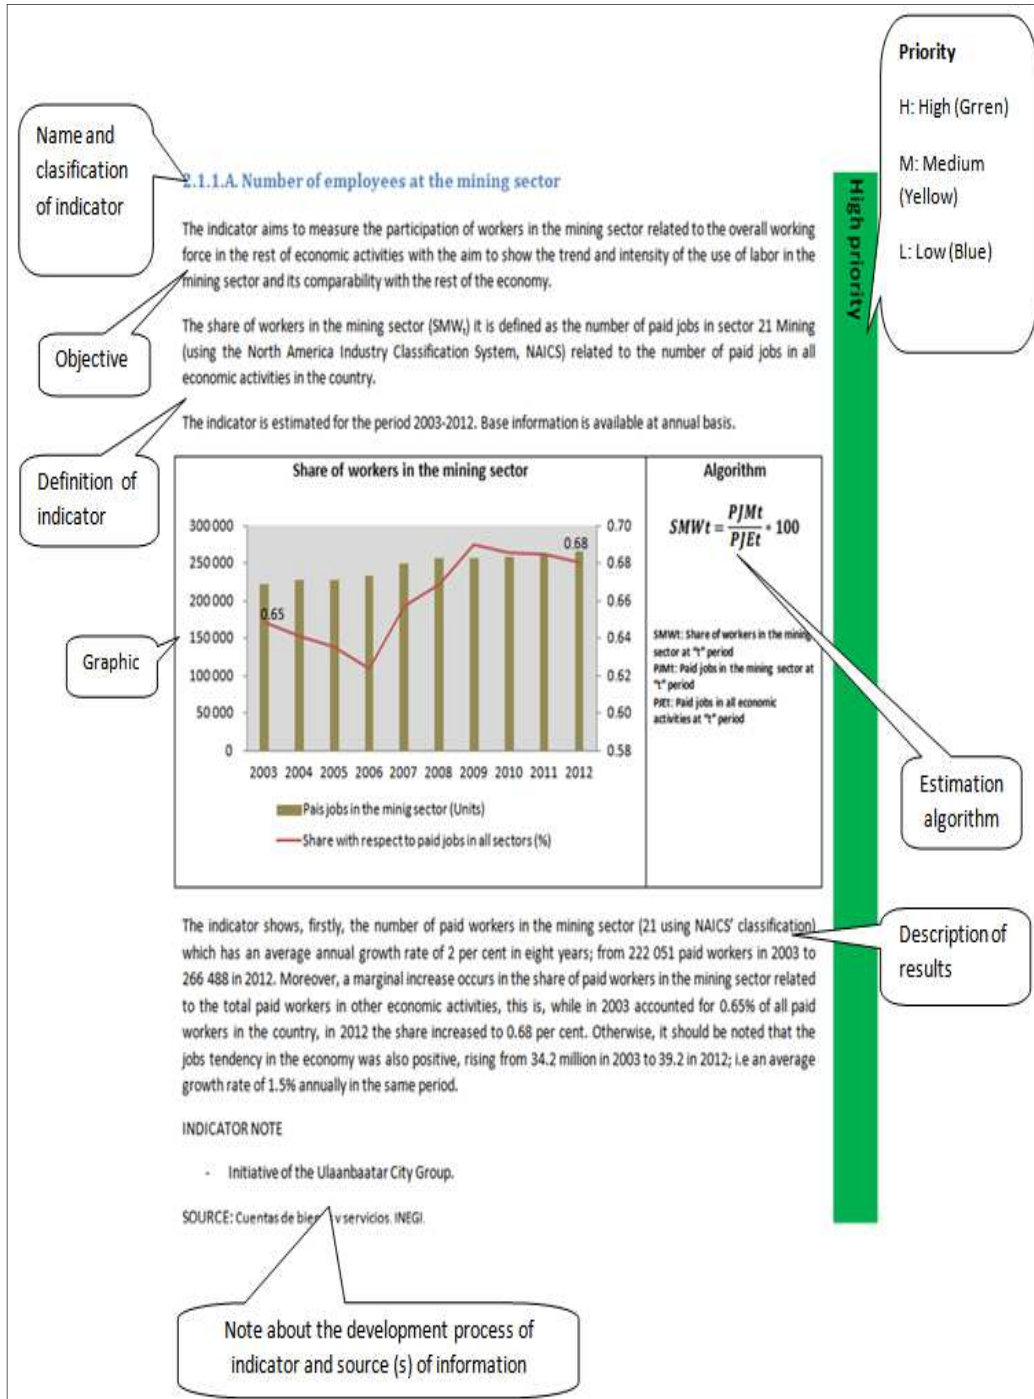 Priority
H: High (Grren)
M: Medium
(Yellow)
L: Low (Blue)
Name and
clasification
of indicator
2.1.1.A. Number of employees at the mining sector
High priority
The indicator aims to measure the participation of workers in the mining sector related to the overall working
force in the rest of economic activities with the aim to show the trend and intensity of the use of labor in the
mining sector and its comparability with the rest of the economy.
Objective
The share of workers in the mining sector (SMWt) it is defined as the number of paid jobs in sector 21 Mining
(using the North America Industry Classification System, NAICS) related to the number of paid jobs in all
economic activities in the country.
The indicator is estimated for the period 2003-2012. Base information is available at annual basis.
Definition of
indicator
Share of workers in the mining sector
300 000
250 000
200 000
150 000
100 000
50 000
0
0.65
0.68
0.70
0.68
0.66
0.64
0.62
0.60
0.58
2003 2004 2005 2006 2007 2008 2009 2010 2011 2012
Pais jobs in the minig sector (Units)
Share with respect to paid jobs in all sectors (%)
Graphic
Algorithm
SMWt = PJMt / PJEt * 100
SMWt: Share of workers in the mining
sector at "t" period
PJMt: Paid jobs in the mining sector at
"t" period
PJEt: Paid jobs in all economic
activities at "t" period
Estimation
algorithm
The indicator shows, firstly, the number of paid workers in the mining sector (21 using NAICS' classification)
which has an average annual growth rate of 2 per cent in eight years; from 222 051 paid workers in 2003 to
266 488 in 2012. Moreover, a marginal increase occurs in the share of paid workers in the mining sector related
to the total paid workers in other economic activities, this is, while in 2003 accounted for 0.65% of all paid
workers in the country, in 2012 the share increased to 0.68 per cent. Otherwise, it should be noted that the
jobs tendency in the economy was also positive, rising from 34.2 million in 2003 to 39.2 in 2012; i.e an average
growth rate of 1.5% annually in the same period.
Description of
results
INDICATOR NOTE
- Initiative of the Ulaanbaatar City Group.
SOURCE: Cuentas de y servicios. INEGI.
Note about the development process of
indicator and source (s) of information